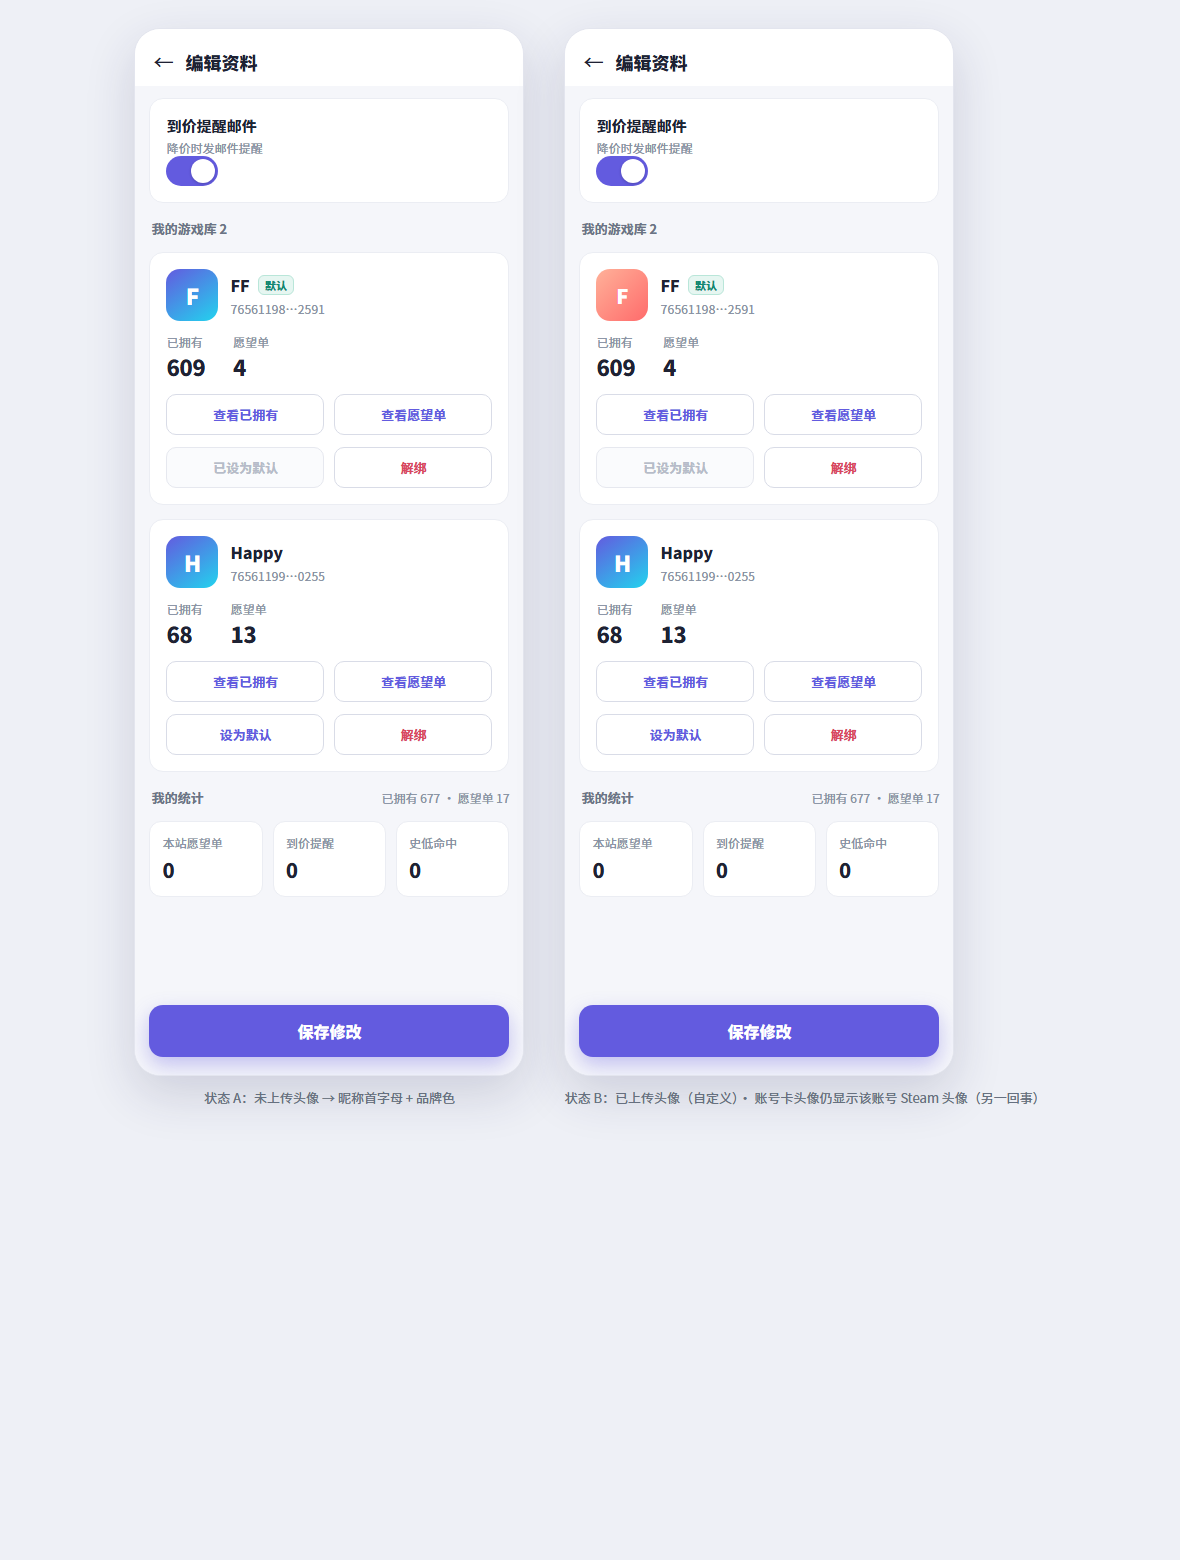 ← 编辑资料
到价提醒邮件
降价时发邮件提醒
我的游戏库 2
F
FF 默认
76561198···2591
已拥有 愿望单
609 4
查看已拥有 查看愿望单
已设为默认 解绑
H
Happy
76561199···0255
已拥有 愿望单
68 13
查看已拥有 查看愿望单
设为默认 解绑
我的统计 已拥有 677 · 愿望单 17
本站愿望单 到价提醒 史低命中
0 0 0
保存修改
状态 A：未上传头像 → 昵称首字母 + 品牌色
← 编辑资料
到价提醒邮件
降价时发邮件提醒
我的游戏库 2
F
FF 默认
76561198···2591
已拥有 愿望单
609 4
查看已拥有 查看愿望单
已设为默认 解绑
H
Happy
76561199···0255
已拥有 愿望单
68 13
查看已拥有 查看愿望单
设为默认 解绑
我的统计 已拥有 677 · 愿望单 17
本站愿望单 到价提醒 史低命中
0 0 0
保存修改
状态 B：已上传头像（自定义）· 账号卡头像仍显示该账号 Steam 头像（另一回事）